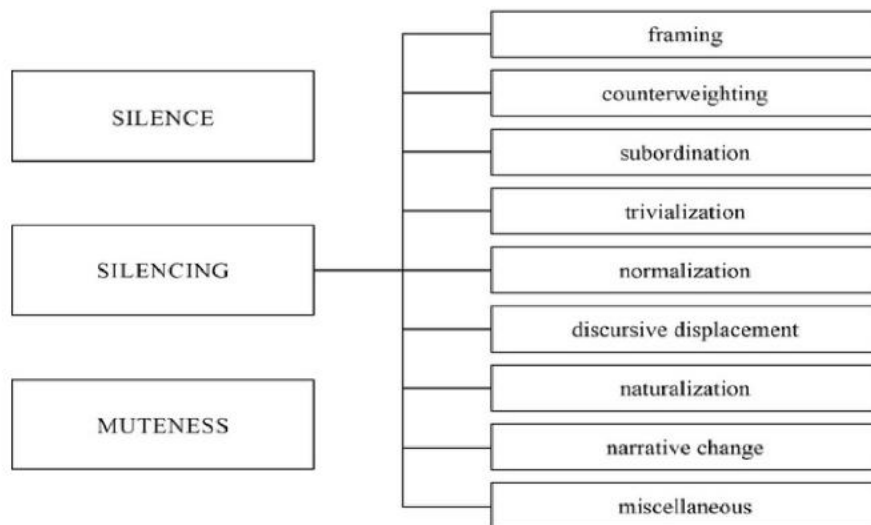 SILENCE
SILENCING
MUTENESS
framing
counterweighting
subordination
trivialization
normalization
discursive displacement
naturalization
narrative change
miscellaneous